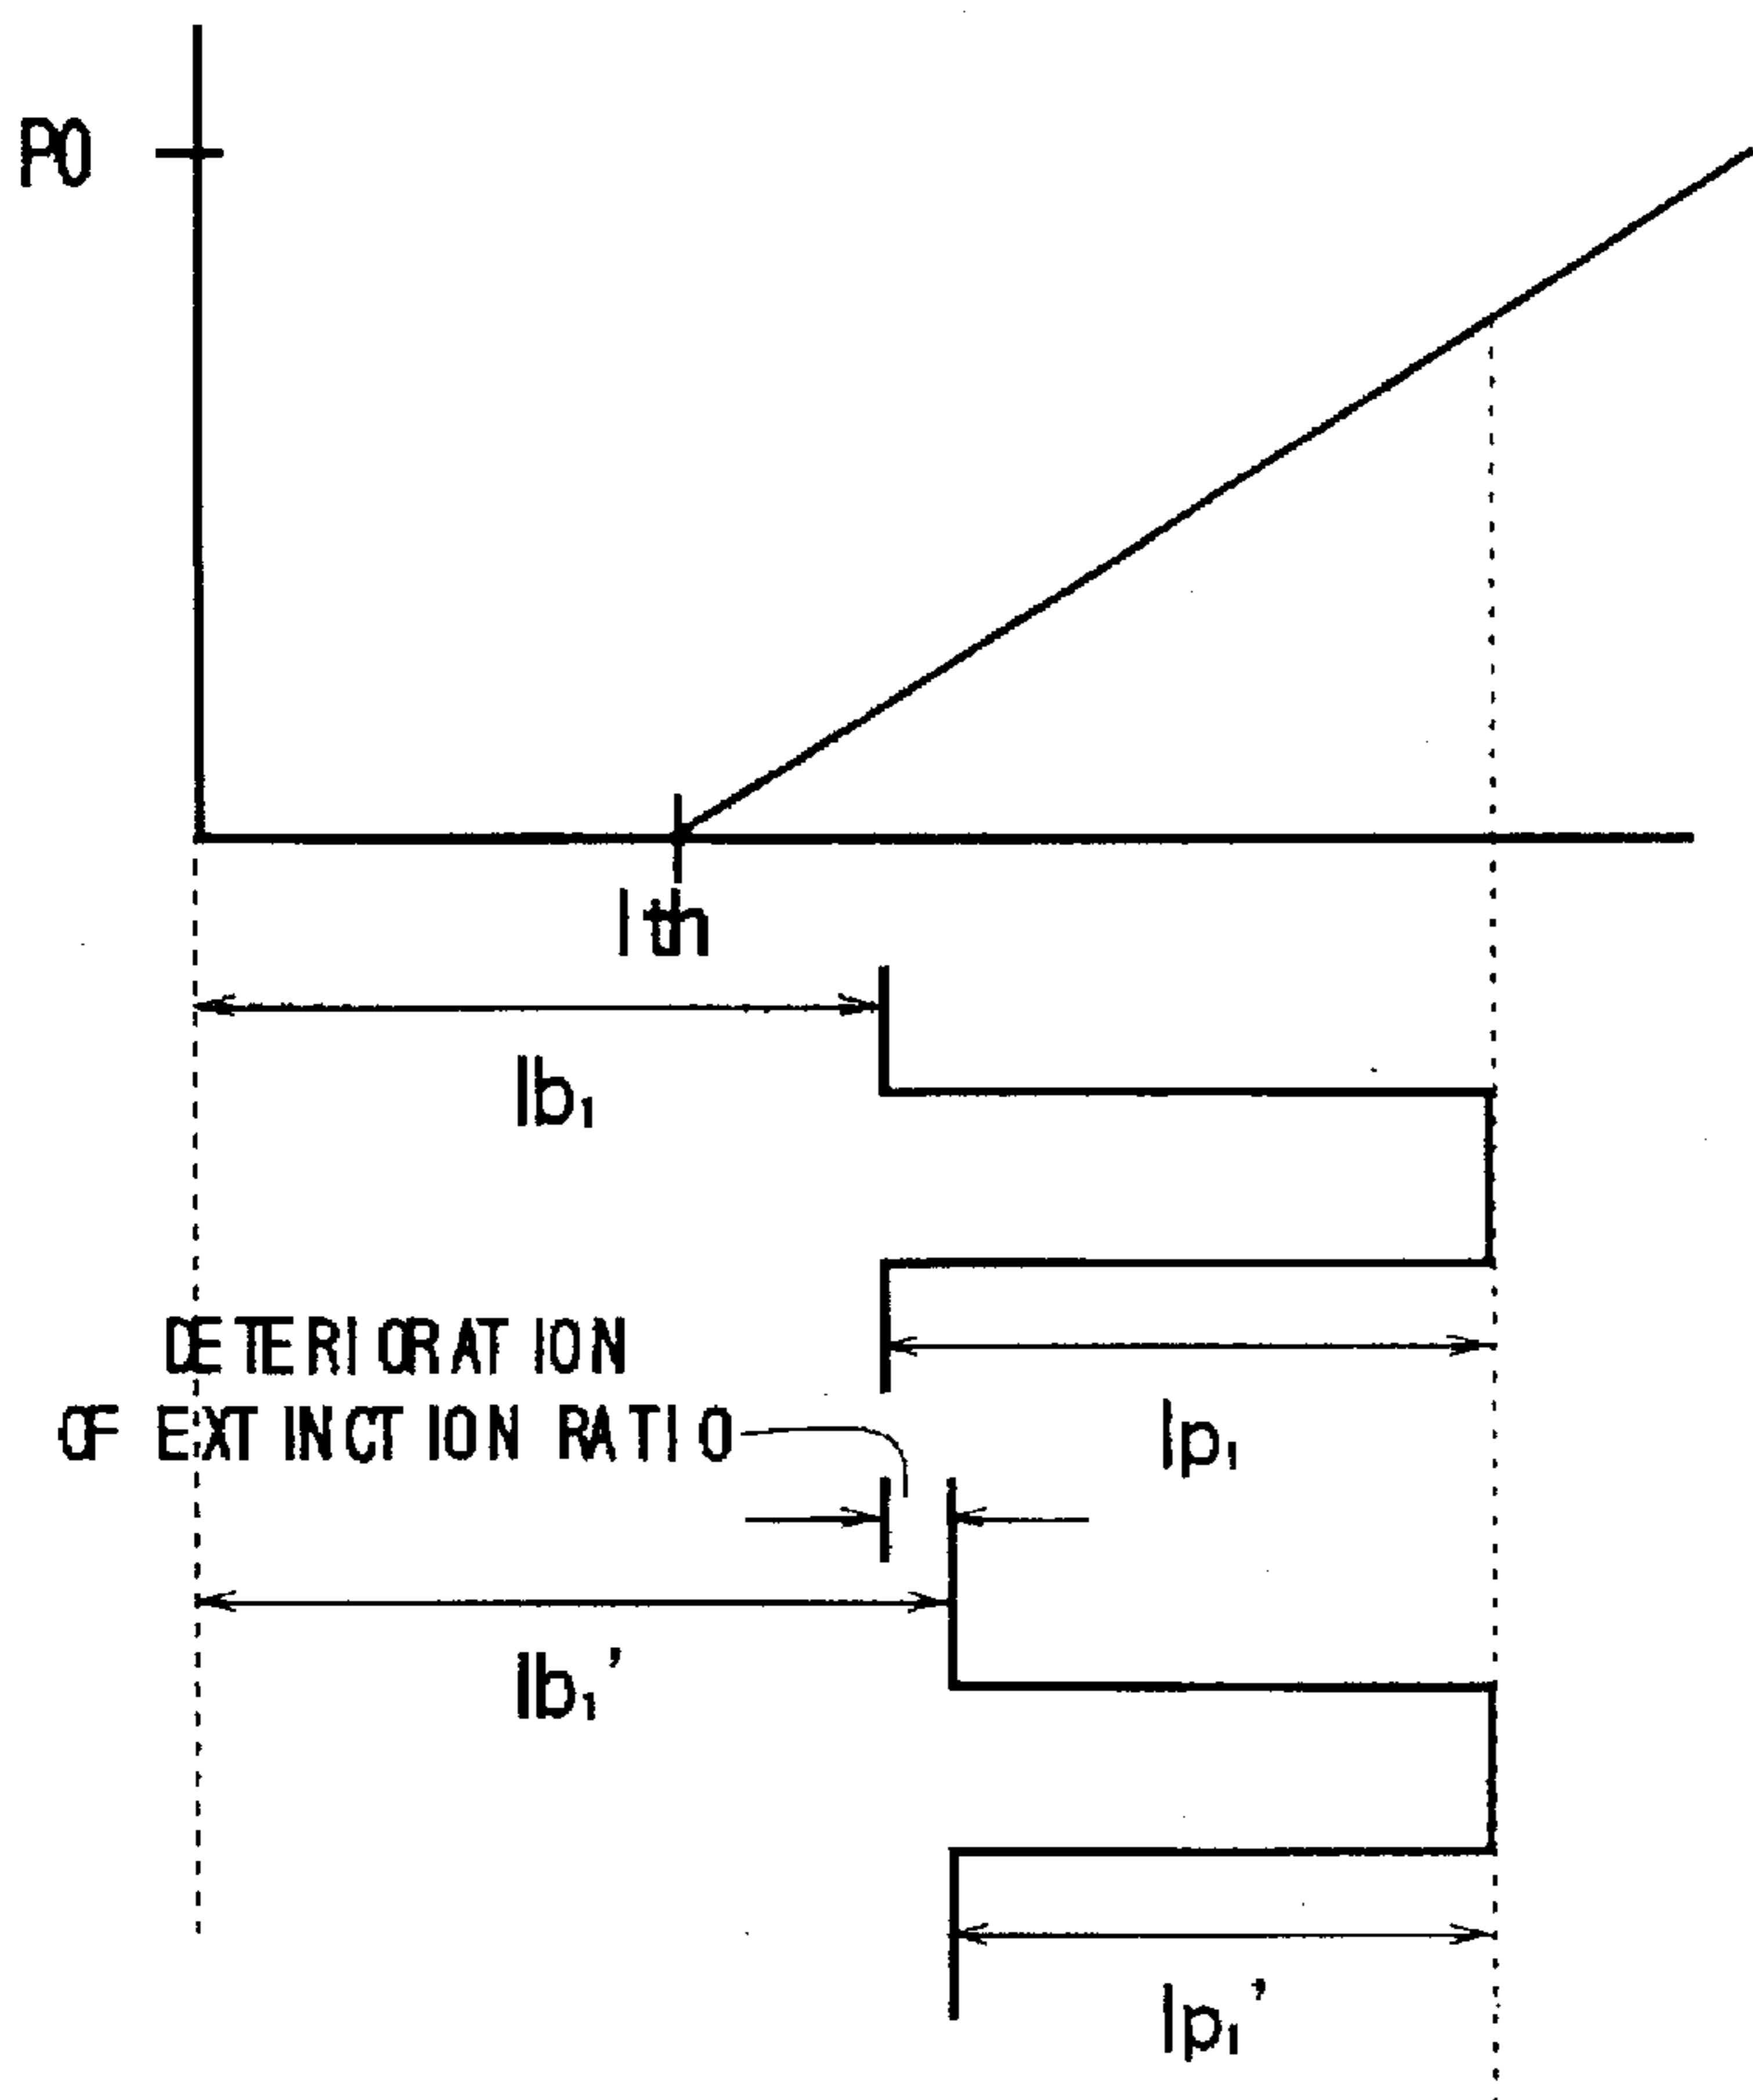 P0
Ith
Ib₁
DETERIORATION
OF EXTINCTION RATIO
Ip₁
Ib₁’
Ip₁’